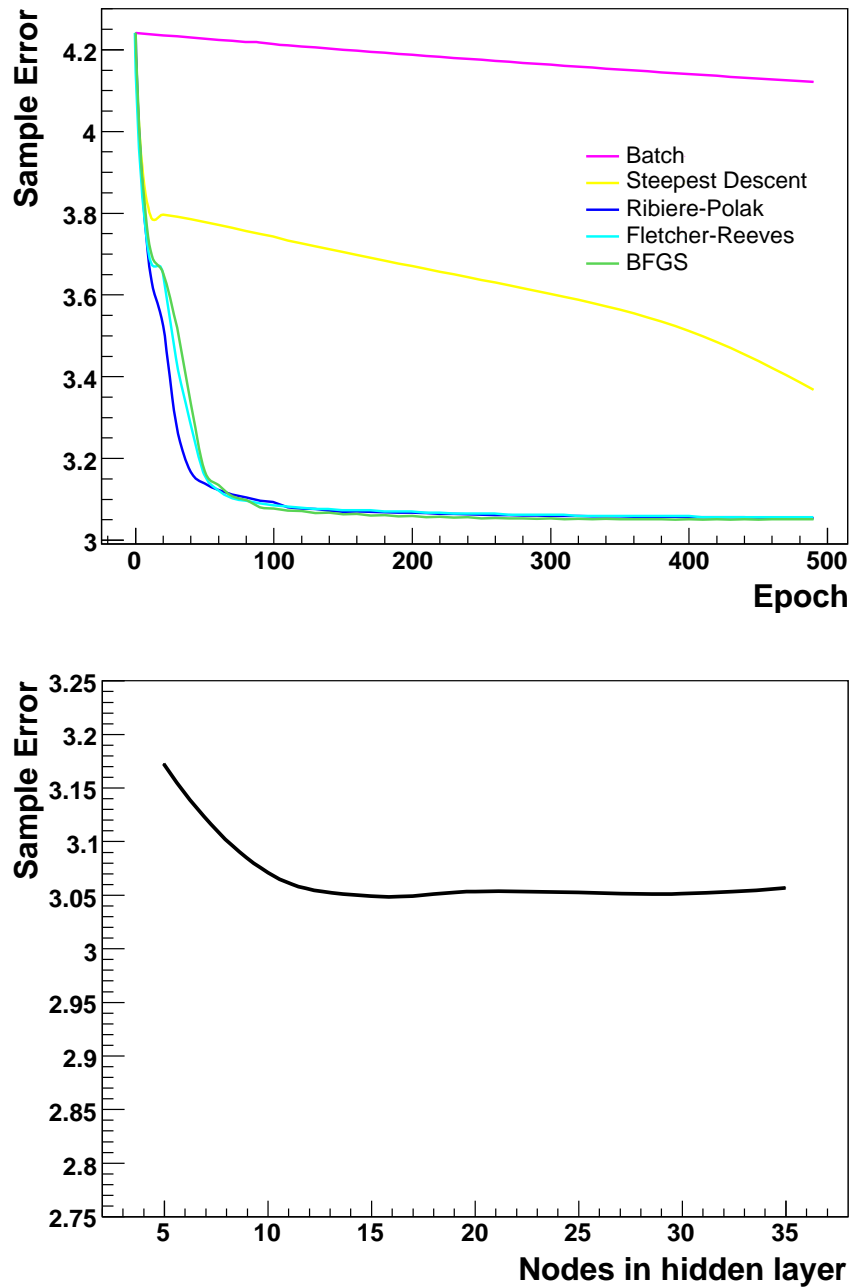 Sample Error
4.2
4
3.8
3.6
3.4
3.2
3
Batch
Steepest Descent
Ribiere-Polak
Fletcher-Reeves
BFGS
0 100 200 300 400 500
Epoch
Sample Error
3.25
3.2
3.15
3.1
3.05
3
2.95
2.9
2.85
2.8
2.75
5 10 15 20 25 30 35
Nodes in hidden layer